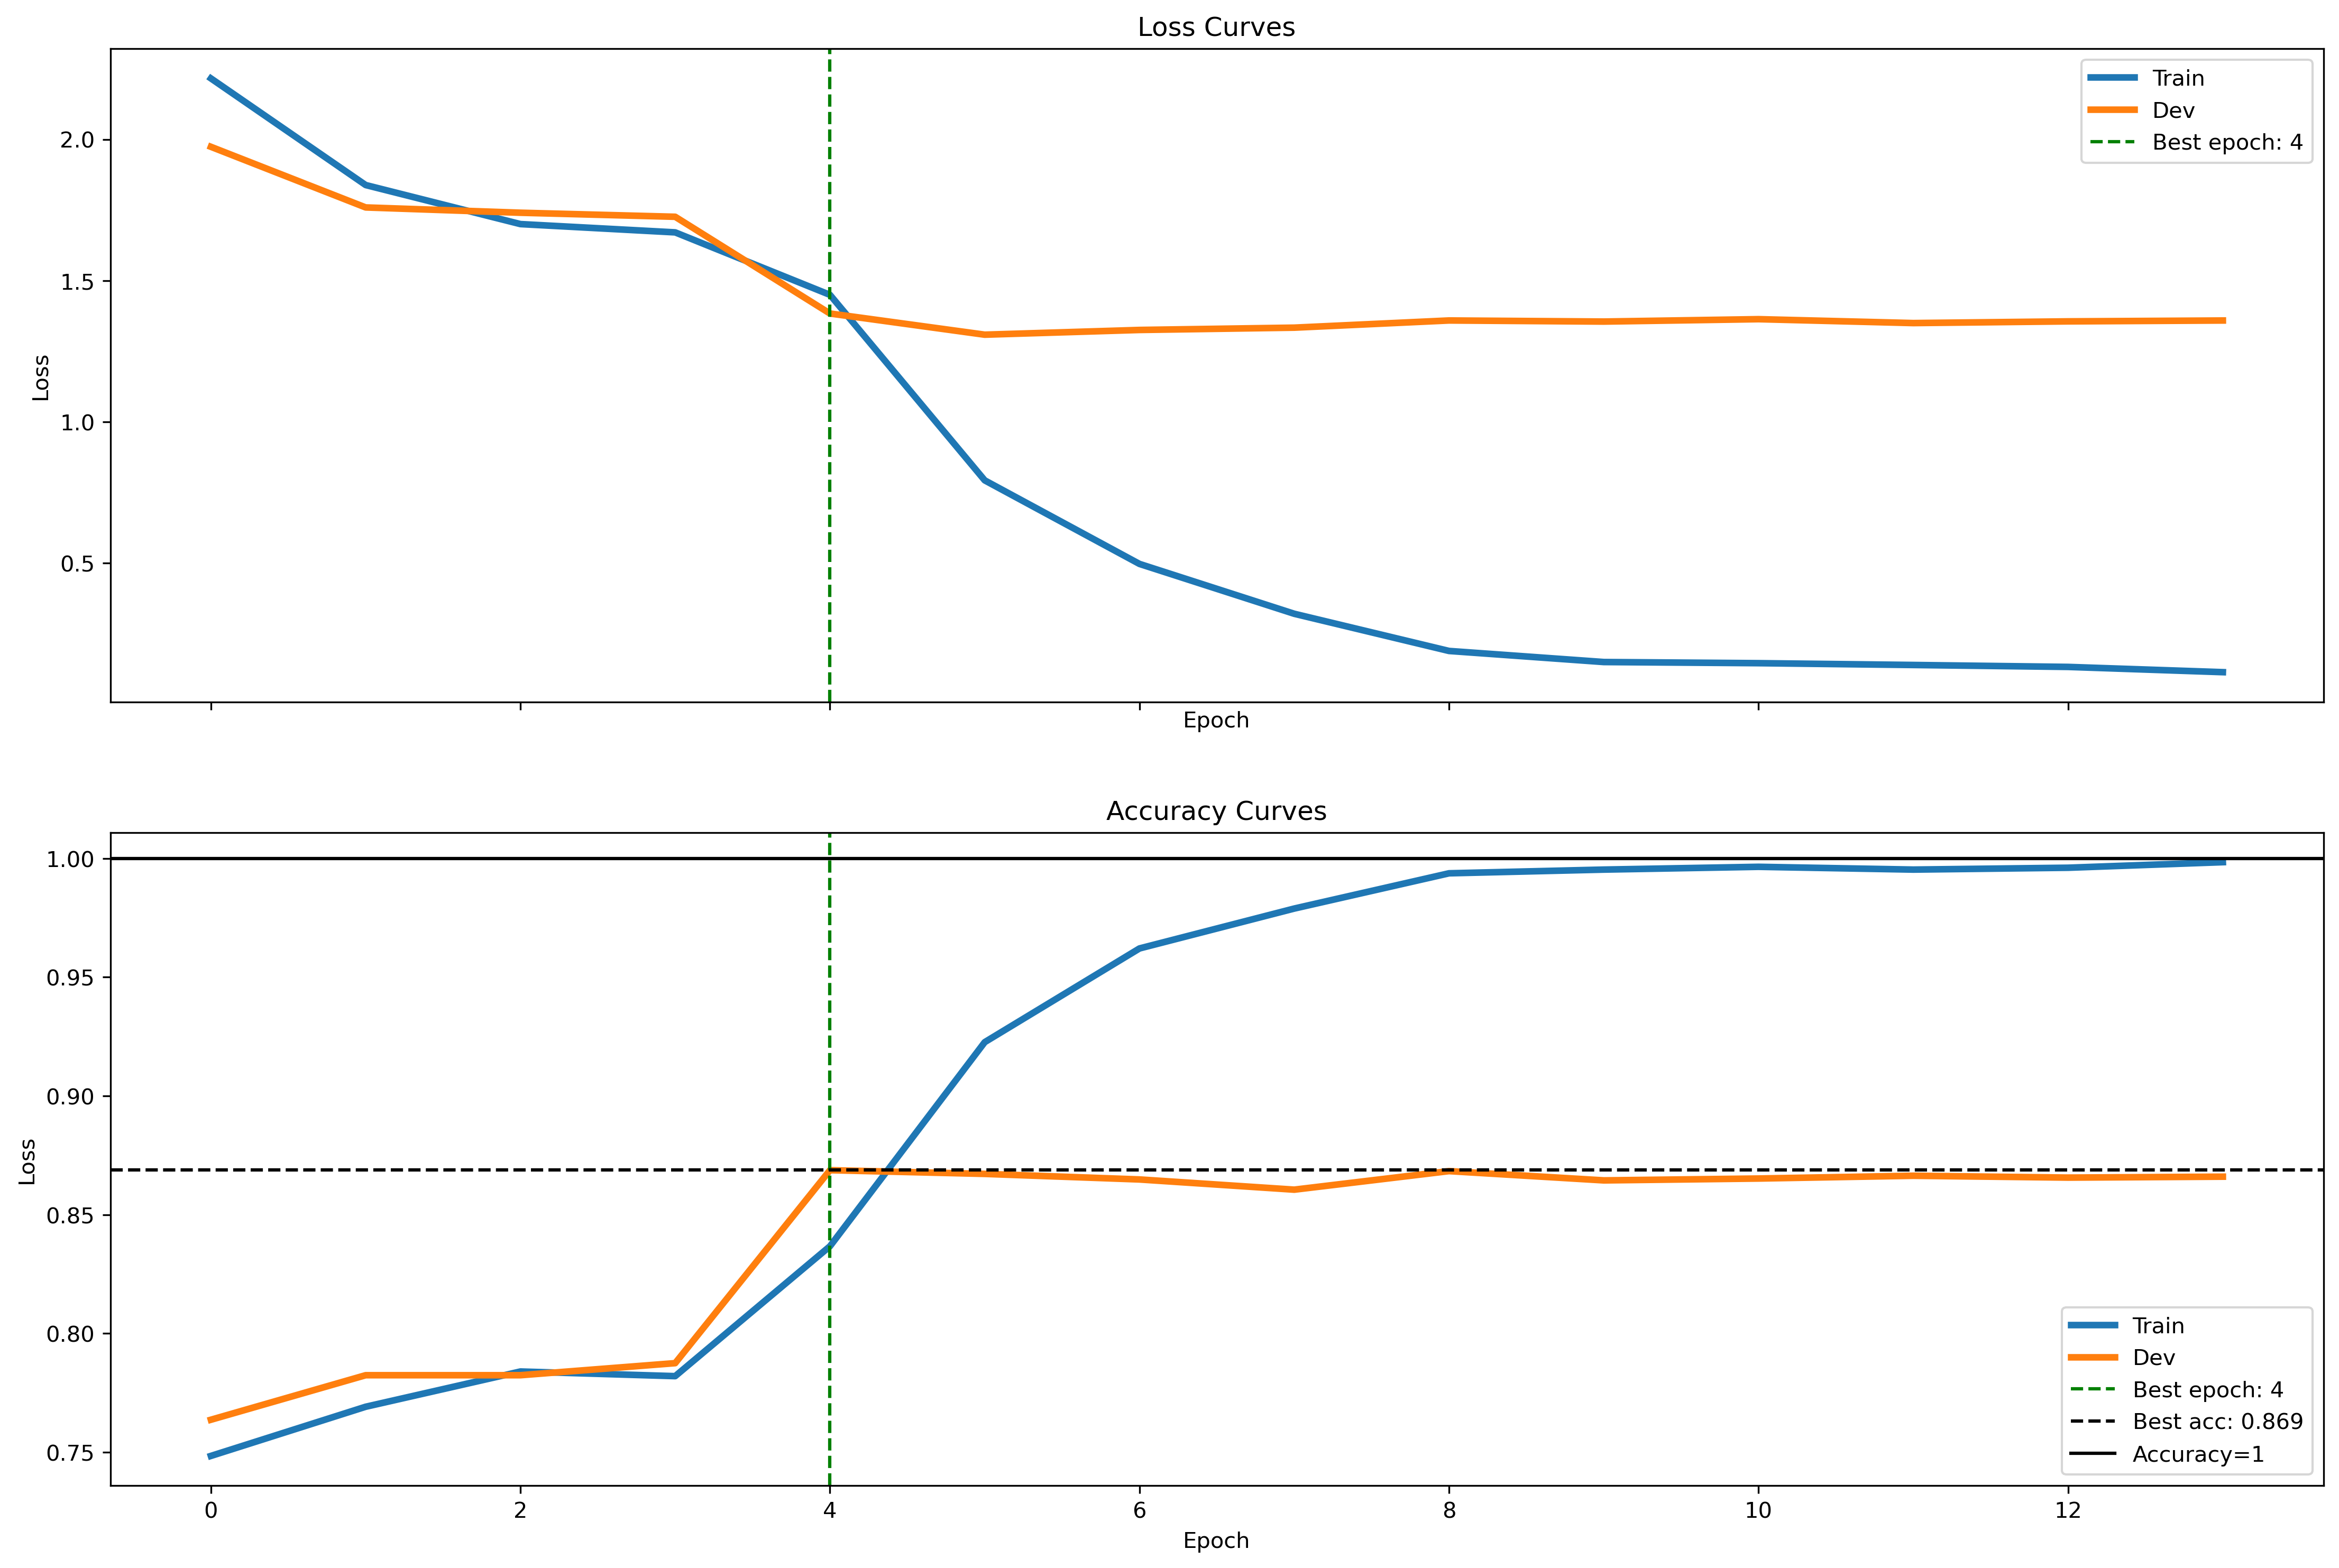 Loss Curves
Train
Dev
Best epoch: 4
2.0
1.5
1.0
0.5
Loss
Epoch
Accuracy Curves
1.00
0.95
0.90
0.85
0.80
0.75
Loss
Train
Dev
Best epoch: 4
Best acc: 0.869
Accuracy=1
0 2 4 6 8 10 12
Epoch